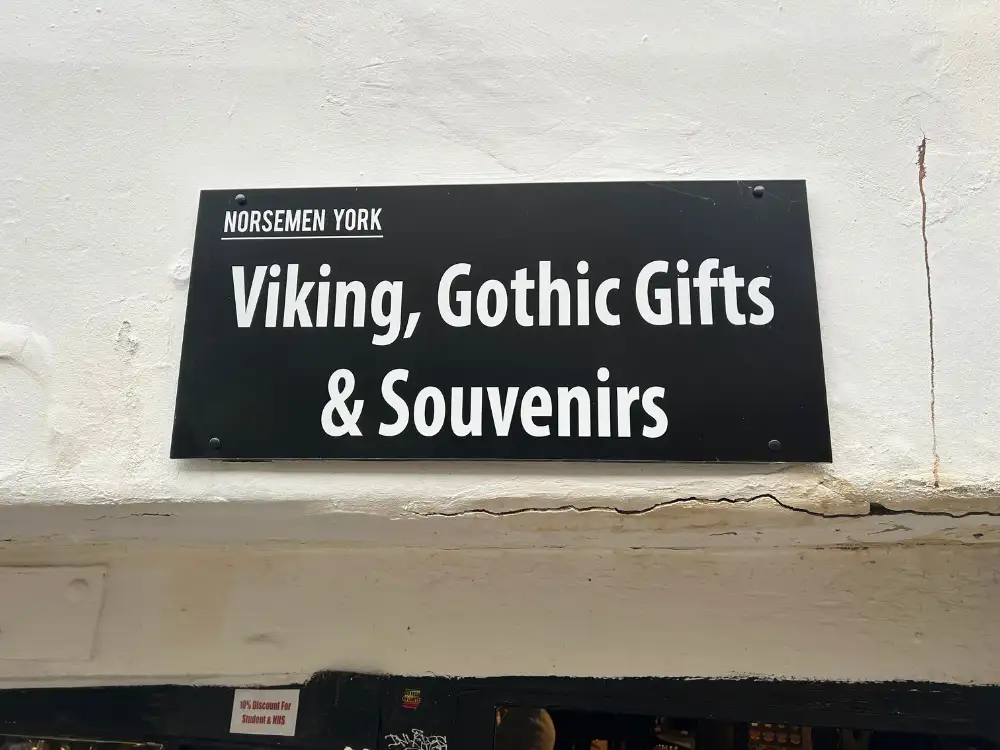 NORSEMEN YORK
Viking, Gothic Gifts
& Souvenirs
10% Discount For
Student & NHS